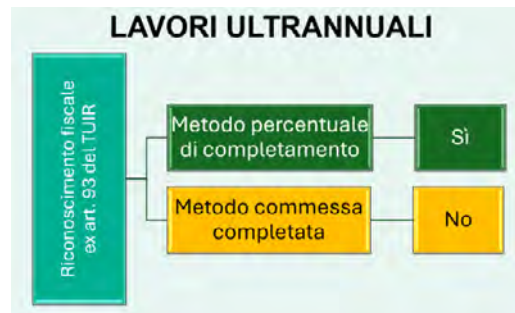 LAVORI ULTRANNUALI
Riconoscimento fiscale
ex art. 93 del TUIR
Metodo percentuale
di completamento
Sì
Metodo commessa
completata
No